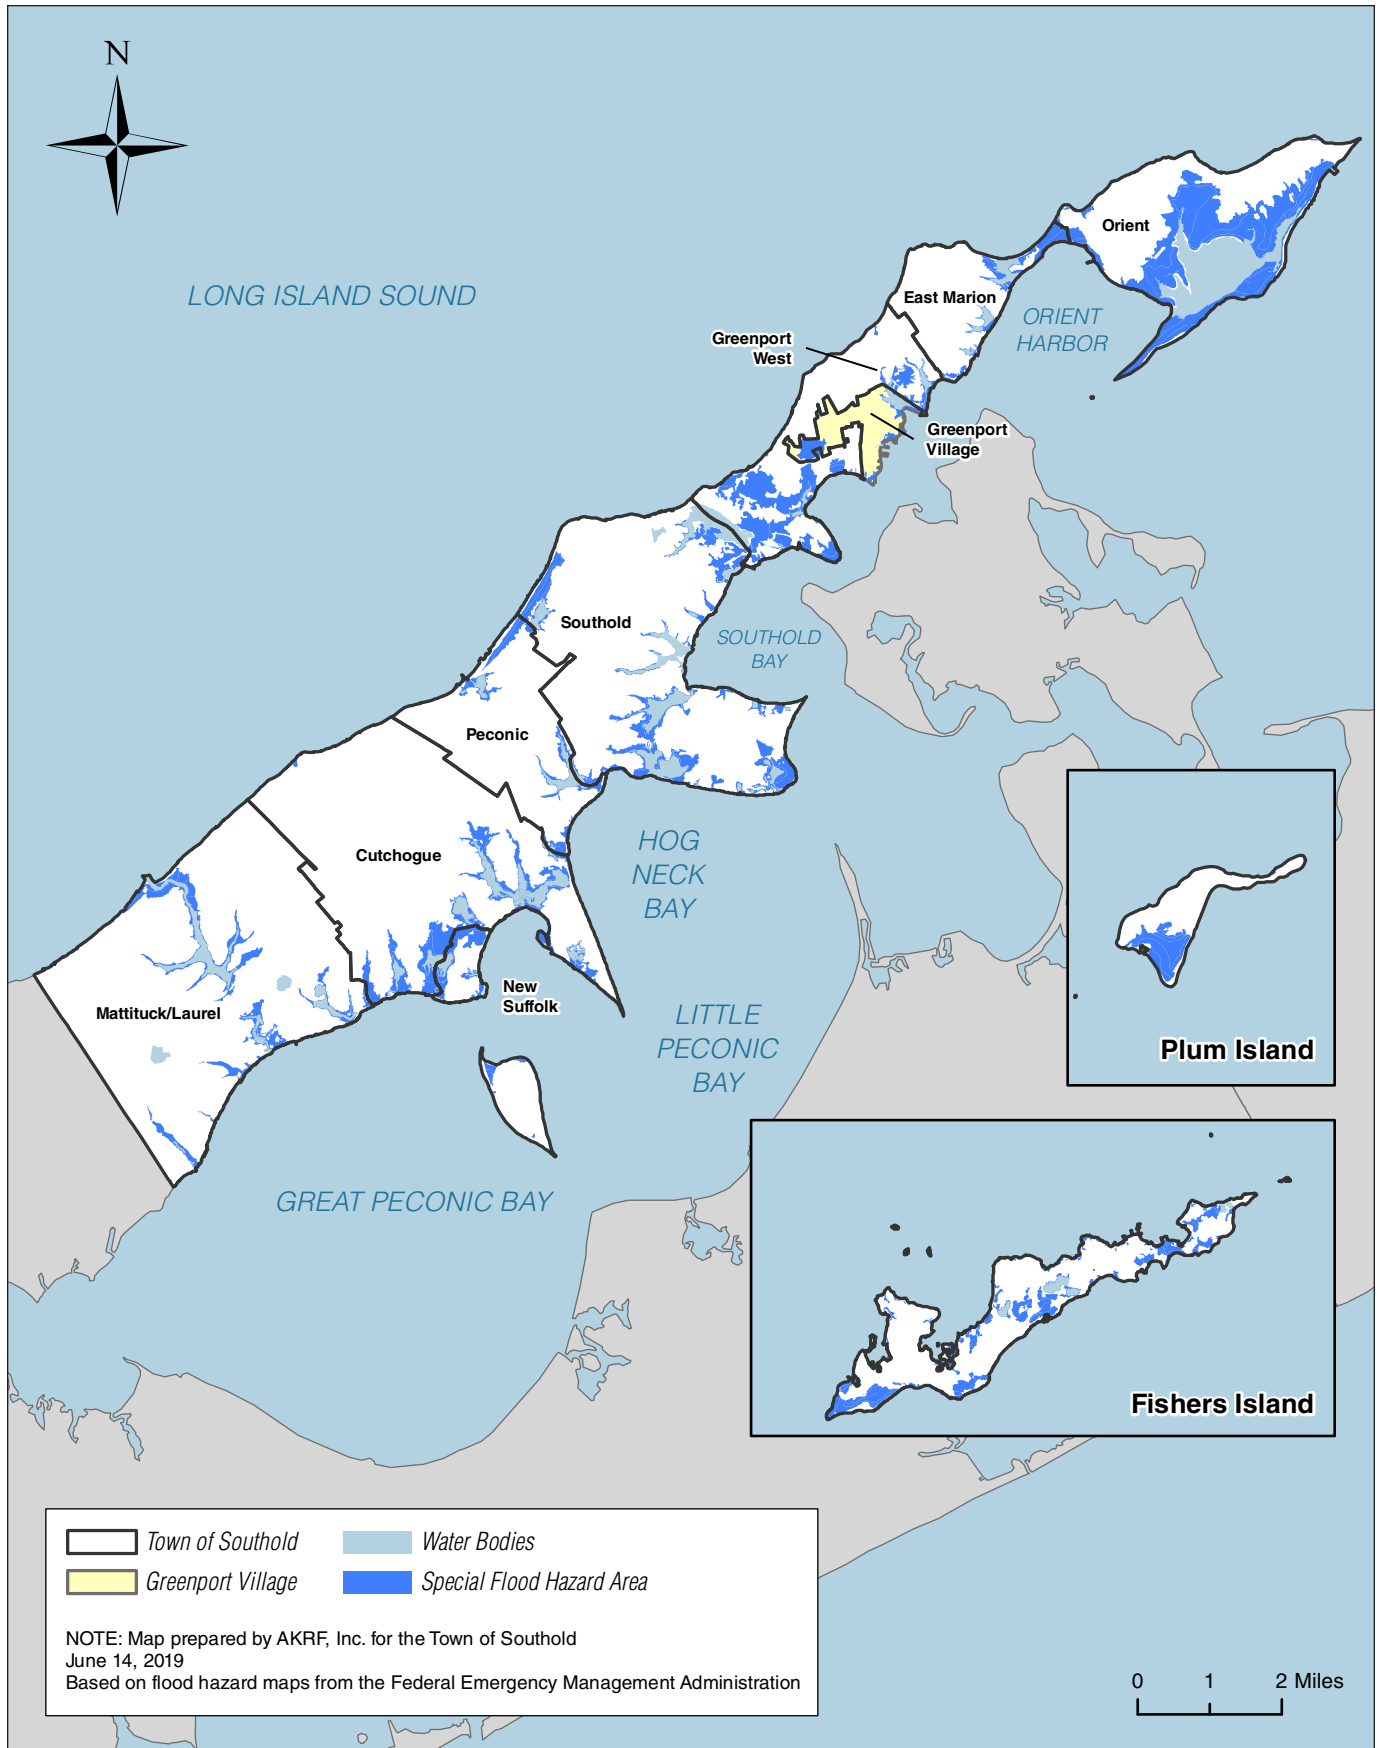 N
Orient
LONG ISLAND SOUND
East Marion
ORIENT
HARBOR
Greenport
West
Greenport
Village
Southold
SOUTHOLD
BAY
Peconic
HOG
NECK
BAY
Cutchogue
New
Suffolk
Mattituck/Laurel
LITTLE
PECONIC
BAY
Plum Island
GREAT PECONIC BAY
Fishers Island
Town of Southold
Water Bodies
Greenport Village
Special Flood Hazard Area
NOTE: Map prepared by AKRF, Inc. for the Town of Southold
June 14, 2019
Based on flood hazard maps from the Federal Emergency Management Administration
0 1 2 Miles